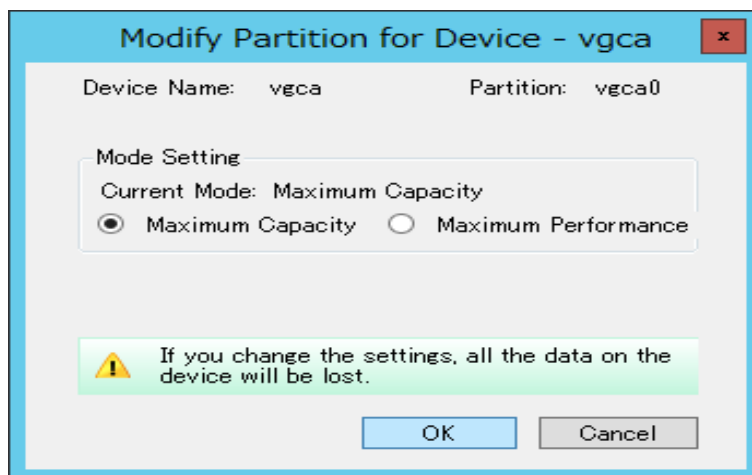 Modify Partition for Device - vgca
x
Device Name: vgca Partition: vgca0
Mode Setting
Current Mode: Maximum Capacity
Maximum Capacity Maximum Performance
If you change the settings, all the data on the
device will be lost.
OK Cancel